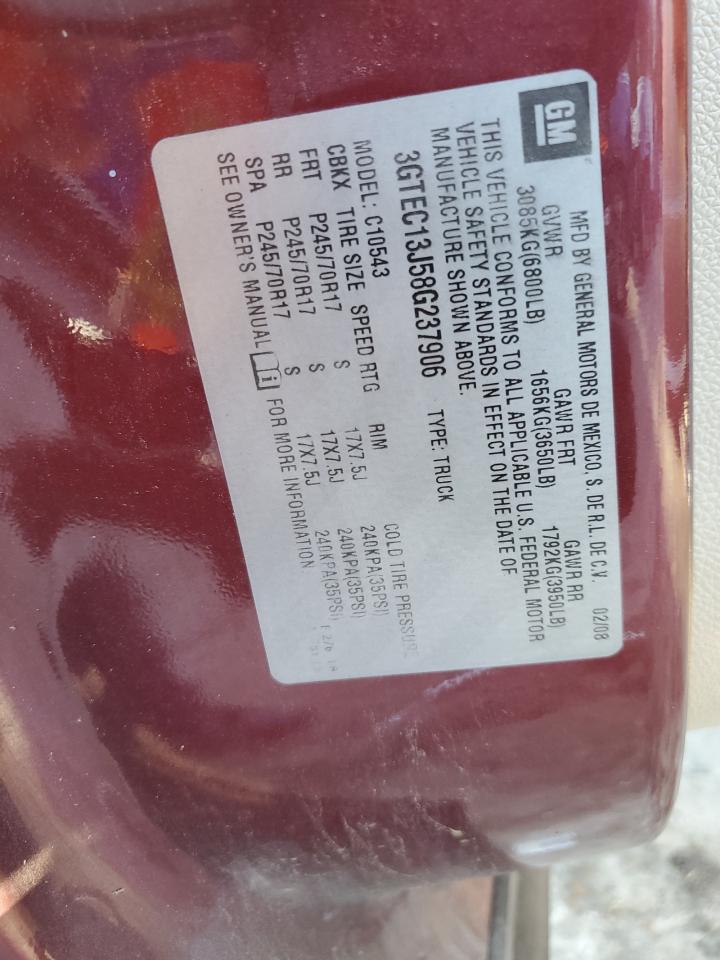 GM
MFD BY GENERAL MOTORS DE MEXICO, S. DE R.L. DE C.V. 02/08
GVWR GAWR FRT GAWR RR
3085KG(6800LB) 1656KG(3650LB) 1792KG(3950LB)
THIS VEHICLE CONFORMS TO ALL APPLICABLE U.S. FEDERAL MOTOR
VEHICLE SAFETY STANDARDS IN EFFECT ON THE DATE OF
MANUFACTURE SHOWN ABOVE.
3GTEC13J58G237906 TYPE: TRUCK
MODEL: C10543
CBKX TIRE SIZE SPEED RTG RIM COLD TIRE PRESSURE
FRT P245/70R17 S 17X7.5J 240KPA(35PSI)
RR P245/70R17 S 17X7.5J 240KPA(35PSI)
SPA P245/70R17 S 17X7.5J 240KPA(35PSI)
SEE OWNER'S MANUAL i FOR MORE INFORMATION